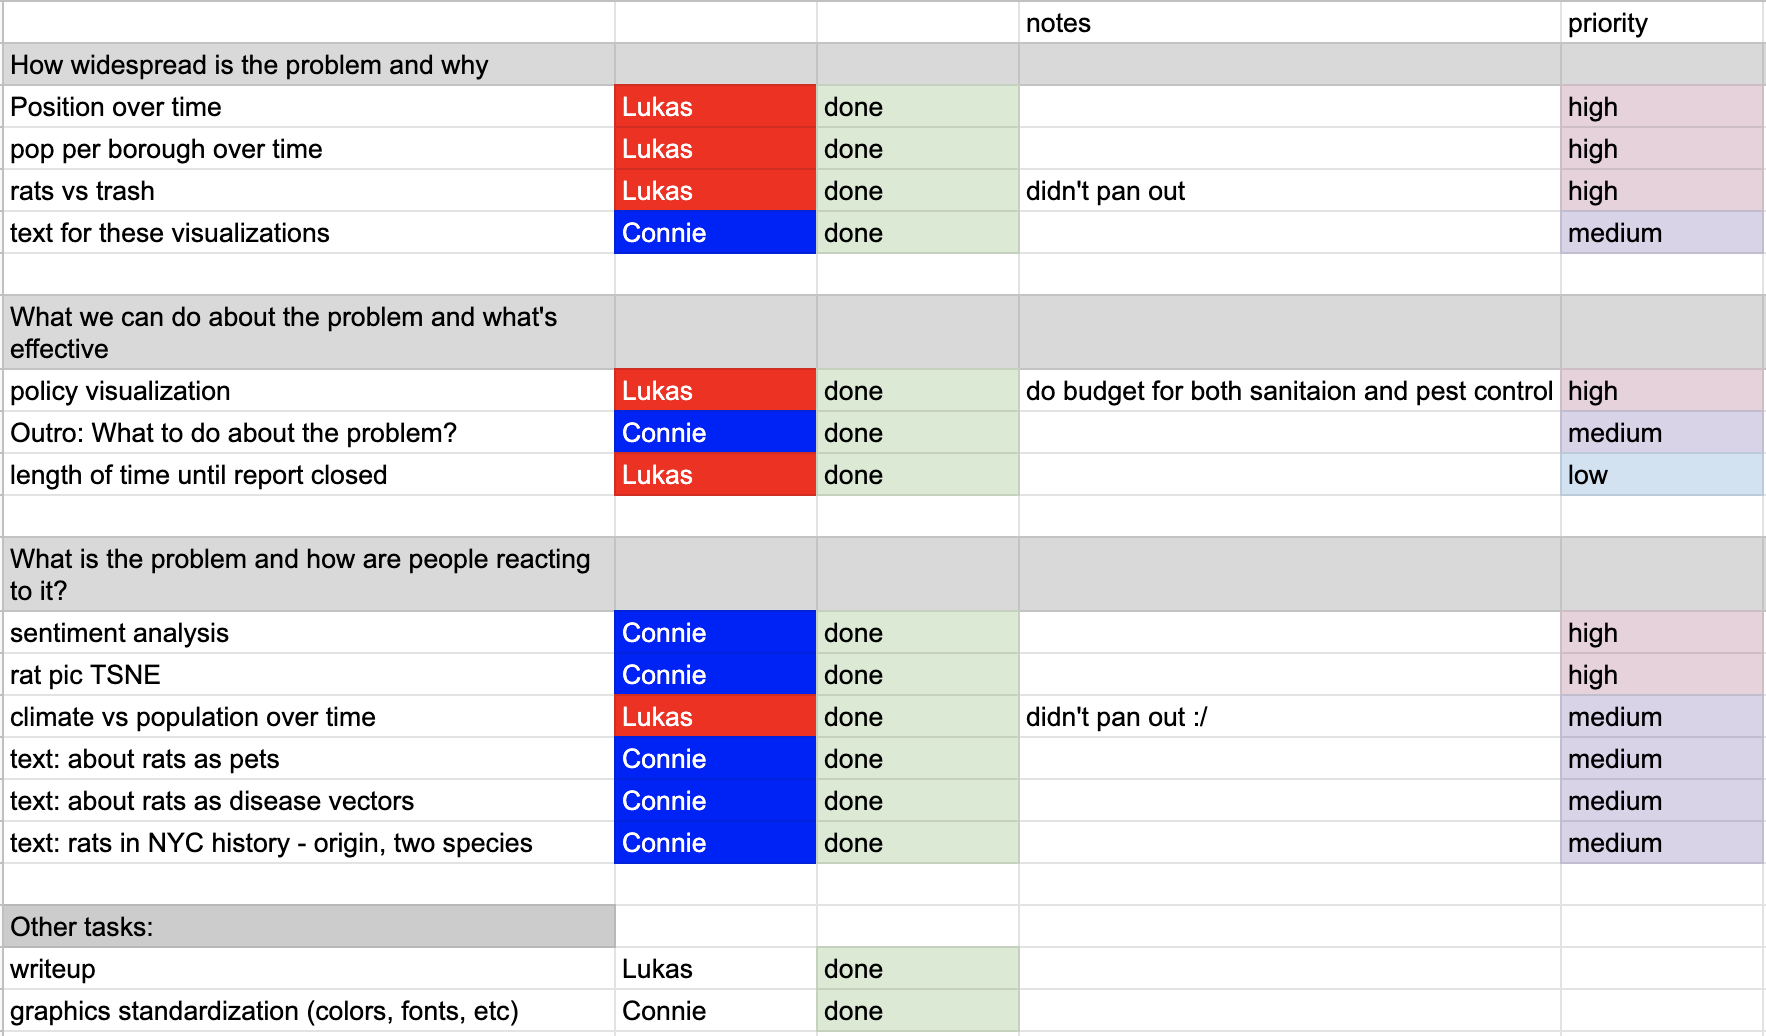 notes priority
How widespread is the problem and why
Position over time Lukas done high
pop per borough over time Lukas done high
rats vs trash Lukas done didn't pan out high
text for these visualizations Connie done medium
What we can do about the problem and what's
effective
policy visualization Lukas done do budget for both sanitaion and pest control high
Outro: What to do about the problem? Connie done medium
length of time until report closed Lukas done low
What is the problem and how are people reacting
to it?
sentiment analysis Connie done high
rat pic TSNE Connie done high
climate vs population over time Lukas done didn't pan out :/ medium
text: about rats as pets Connie done medium
text: about rats as disease vectors Connie done medium
text: rats in NYC history - origin, two species Connie done medium
Other tasks:
writeup Lukas done
graphics standardization (colors, fonts, etc) Connie done